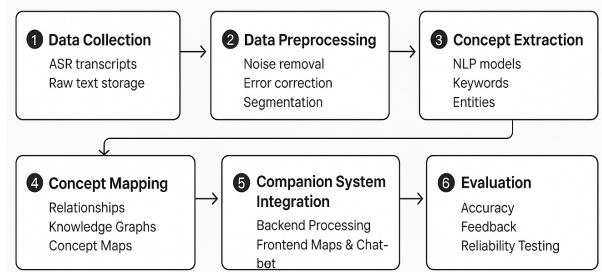 1 Data Collection
ASR transcripts
Raw text storage
2 Data Preprocessing
Noise removal
Error correction
Segmentation
3 Concept Extraction
NLP models
Keywords
Entities
4 Concept Mapping
Relationships
Knowledge Graphs
Concept Maps
5 Companion System
Integration
Backend Processing
Frontend Maps & Chat-
bot
6 Evaluation
Accuracy
Feedback
Reliability Testing